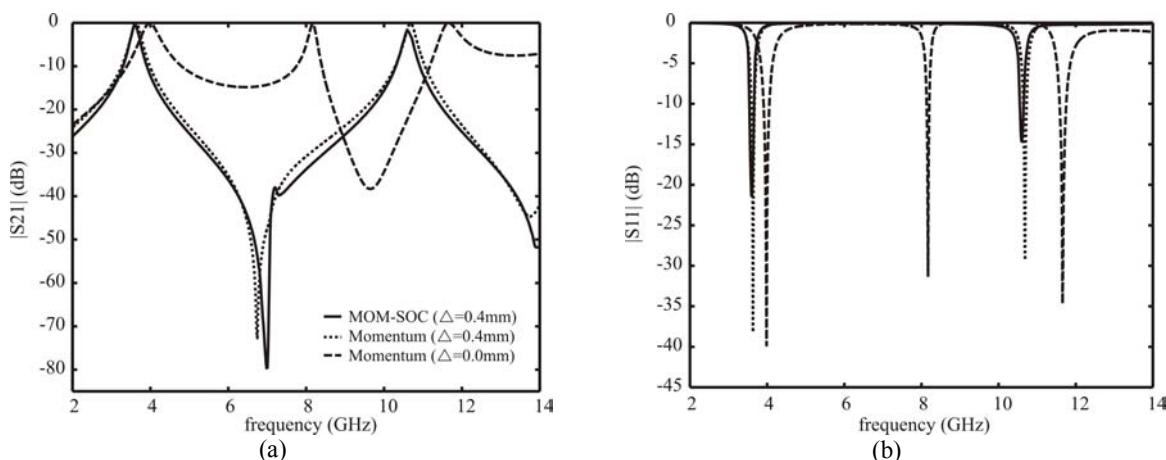 0
-10
-20
-30
-40
-50
-60
-70
-80
|S21| (dB)
MOM-SOC (△=0.4mm)
Momentum (△=0.4mm)
Momentum (△=0.0mm)
2 4 6 8 10 12 14
frequency (GHz)
(a)
0
-5
-10
-15
-20
-25
-30
-35
-40
-45
|S11| (dB)
2 4 6 8 10 12 14
frequency (GHz)
(b)